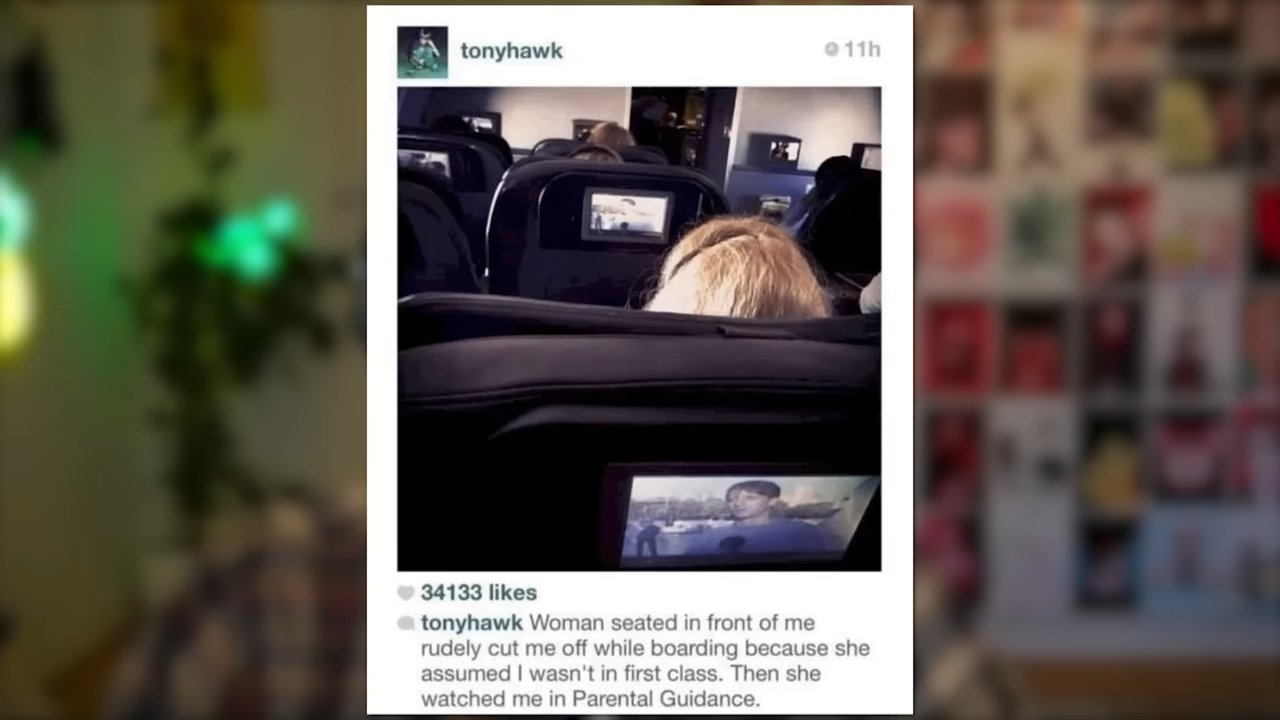 tonyhawk
11h
34133 likes
tonyhawk Woman seated in front of me
rudely cut me off while boarding because she
assumed I wasn't in first class. Then she
watched me in Parental Guidance.